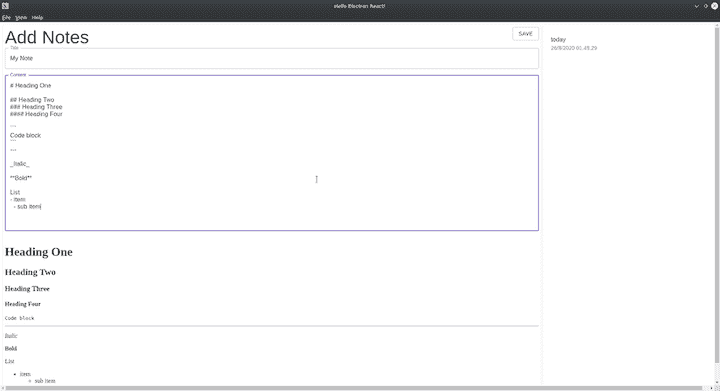 Hello Electron React!
File View Help
Add Notes
SAVE
Title
My Note
Content
# Heading One
## Heading Two
### Heading Three
#### Heading Four
```
Code block
```
---
_Italic_
**Bold**
List
- item
- sub item
today
26/8/2020 01:45:29
Heading One
Heading Two
Heading Three
Heading Four
Code block
Italic
Bold
List
item
sub item